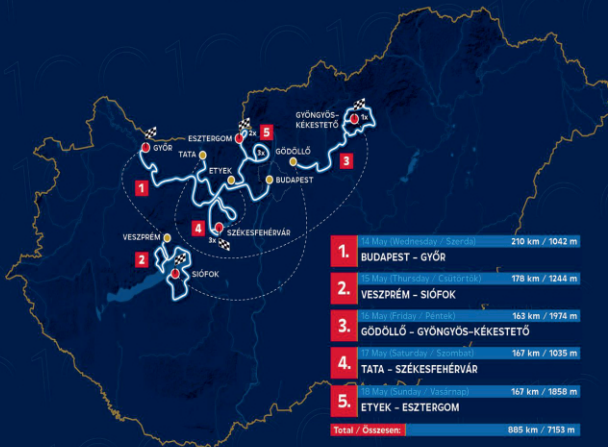 GYÖNGYÖS-
KÉKESTETŐ
1x
ESZTERGOM
2x
5
GYŐR
TATA
3x
GÖDÖLLŐ
3
ETYEK
BUDAPEST
1
4
SZÉKESFEHÉRVÁR
3x
VESZPRÉM
2
SIÓFOK
1.
14 May (Wednesday / Szerda) 210 km / 1042 m
BUDAPEST – GYŐR
2.
15 May (Thursday / Csütörtök) 178 km / 1244 m
VESZPRÉM – SIÓFOK
3.
16 May (Friday / Péntek) 163 km / 1974 m
GÖDÖLLŐ – GYÖNGYÖS–KÉKESTETŐ
4.
17 May (Saturday / Szombat) 167 km / 1035 m
TATA – SZÉKESFEHÉRVÁR
5.
18 May (Sunday / Vasárnap) 167 km / 1858 m
ETYEK – ESZTERGOM
Total / Összesen: 885 km / 7153 m